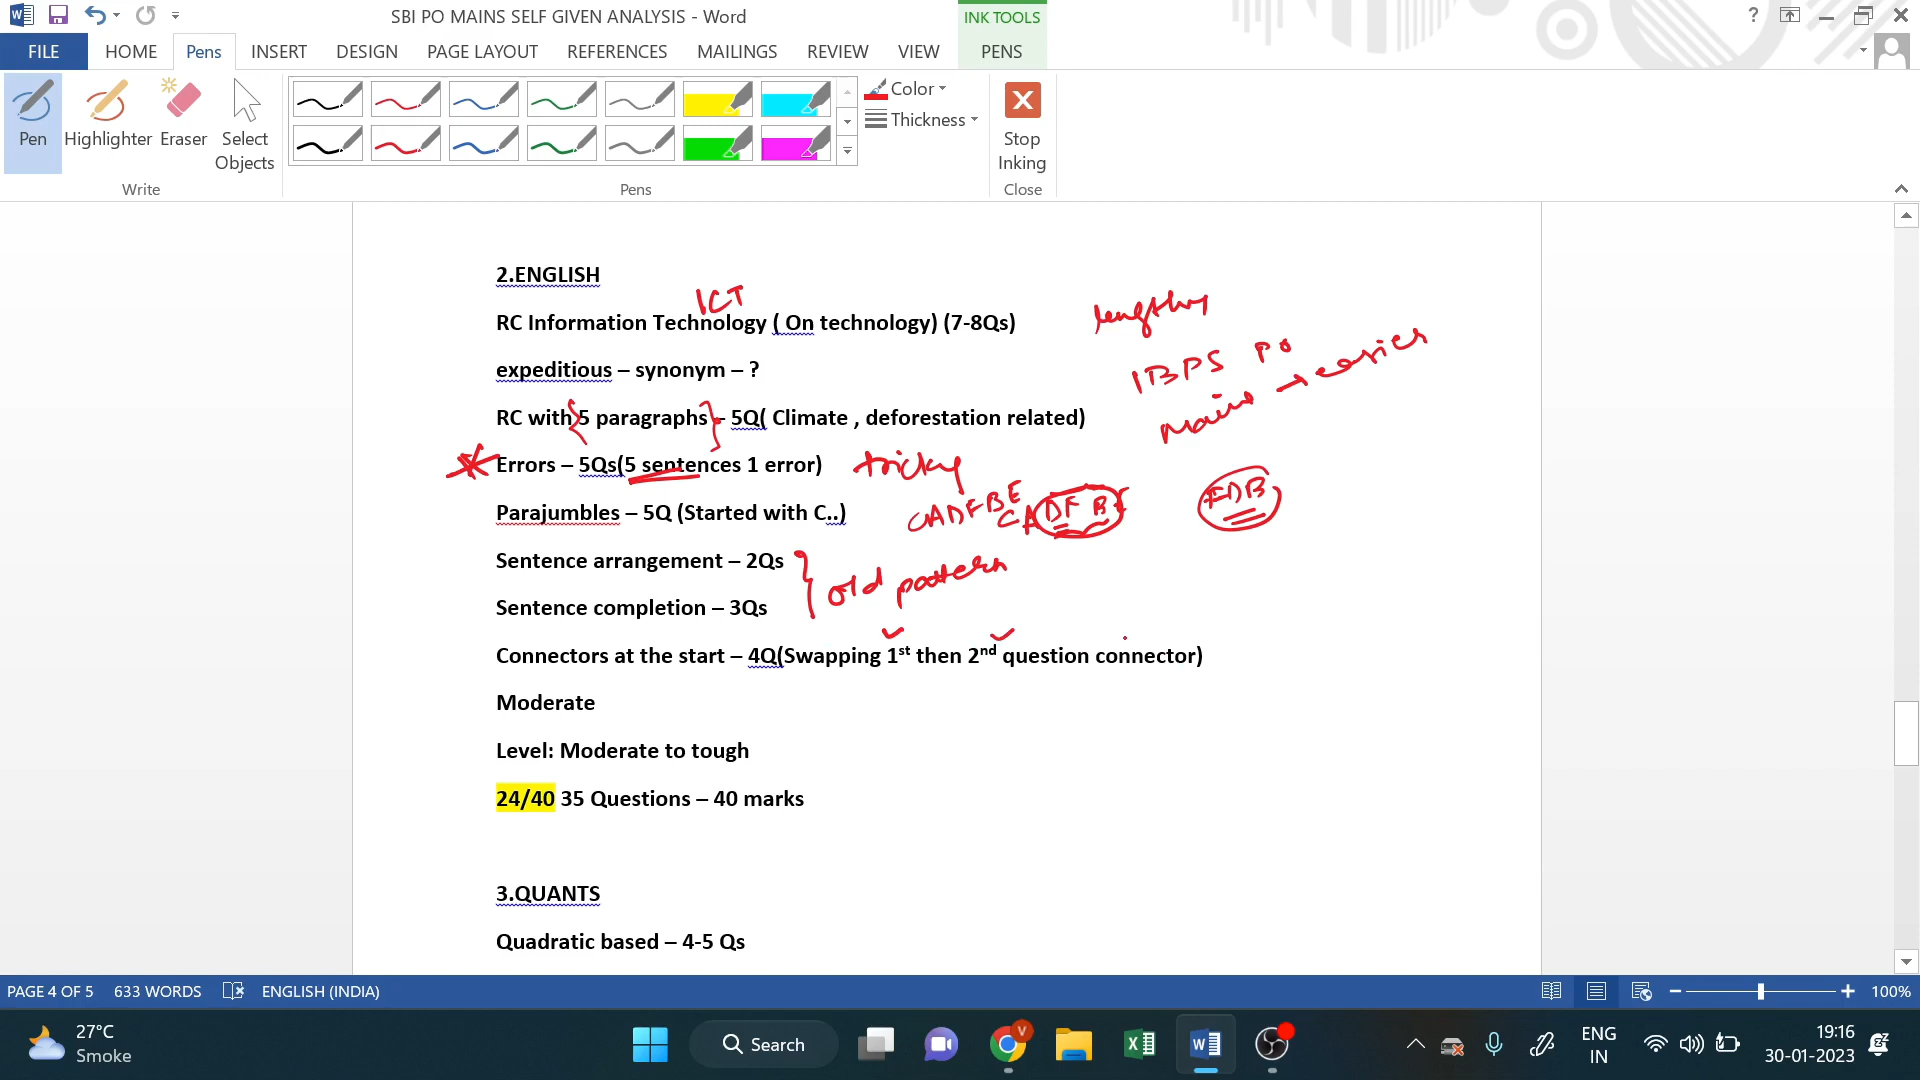 SBI PO MAINS SELF GIVEN ANALYSIS - Word
INK TOOLS
FILE HOME Pens INSERT DESIGN PAGE LAYOUT REFERENCES MAILINGS REVIEW VIEW PENS
Color
Thickness
Pen Highlighter Eraser Select Objects
Stop Inking
Write Pens Close
2.ENGLISH
ICT
RC Information Technology ( On technology) (7-8Qs) lengthy
expeditious – synonym – ? IBPS PO
mains → easier
RC with 5 paragraphs – 5Q( Climate , deforestation related)
Errors – 5Qs(5 sentences 1 error) tricky
Parajumbles – 5Q (Started with C..) CADFBE CADFBE FDB
Sentence arrangement – 2Qs
old pattern
Sentence completion – 3Qs
Connectors at the start – 4Q(Swapping 1st then 2nd question connector)
Moderate
Level: Moderate to tough
24/40 35 Questions – 40 marks
3.QUANTS
Quadratic based – 4-5 Qs
PAGE 4 OF 5 633 WORDS ENGLISH (INDIA) 100%
27°C
Smoke
Search
V
ENG
IN
19:16
30-01-2023